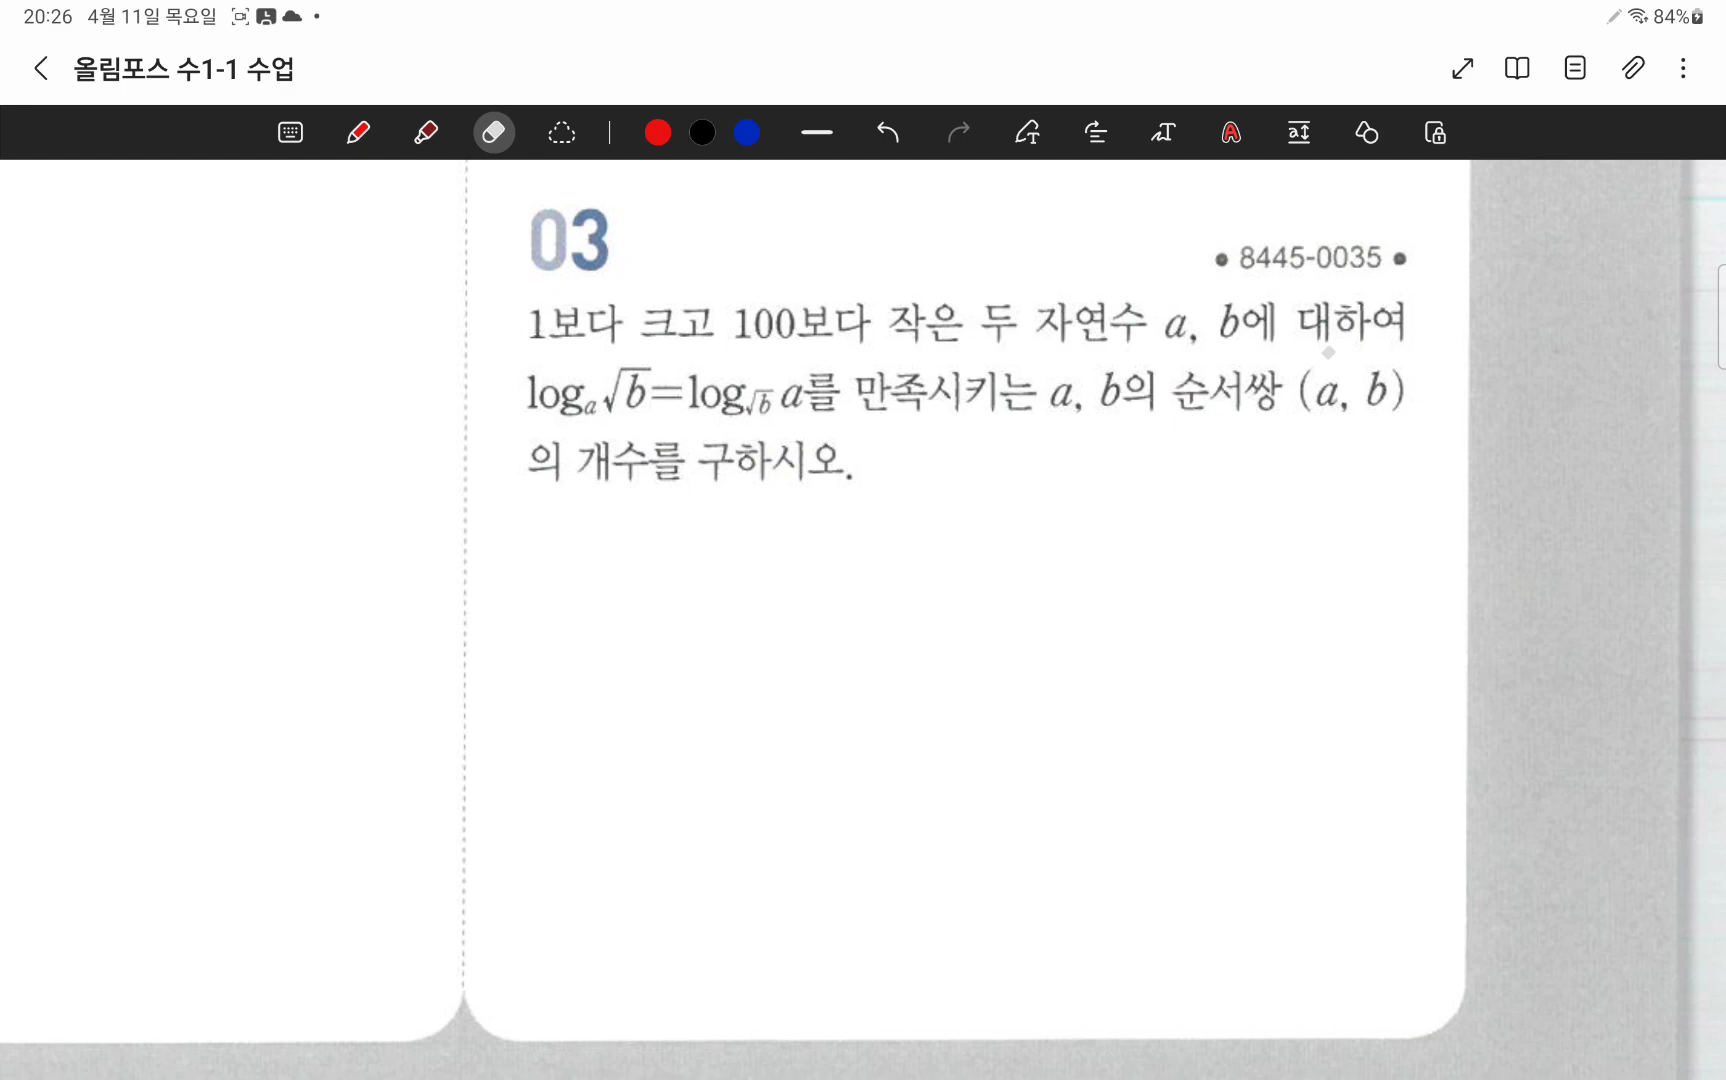 20:26 4월 11일 목요일
84%
올림포스 수1-1 수업
03
• 8445-0035 •
1보다 크고 100보다 작은 두 자연수 a, b에 대하여
logₐ√b=log_√b a를 만족시키는 a, b의 순서쌍 (a, b)
의 개수를 구하시오.